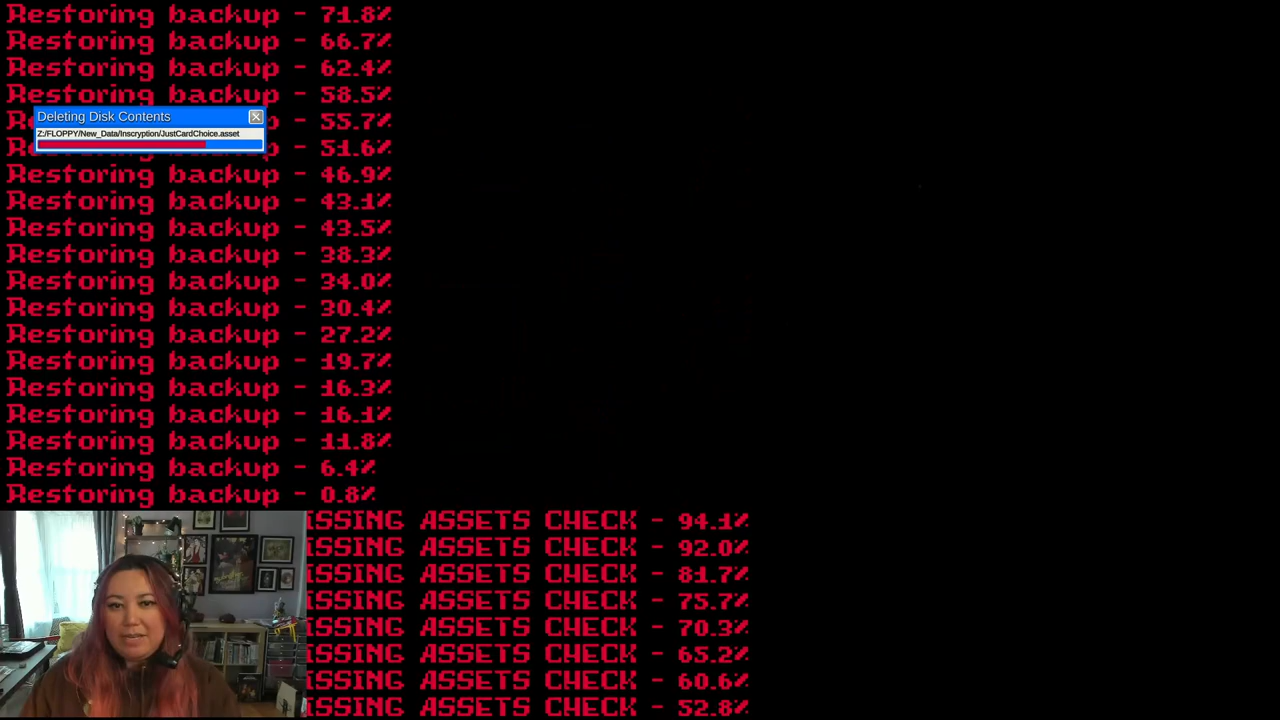 Restoring backup - 71.8%
Restoring backup - 66.7%
Restoring backup - 62.4%
Restoring backup - 58.5%
Deleting Disk Contents
Z:/FLOPPY/New_Data/Inscryption/JustCardChoice.asset
55.7%
51.6%
Restoring backup - 46.9%
Restoring backup - 43.1%
Restoring backup - 43.5%
Restoring backup - 38.3%
Restoring backup - 34.0%
Restoring backup - 30.4%
Restoring backup - 27.2%
Restoring backup - 19.7%
Restoring backup - 16.3%
Restoring backup - 16.1%
Restoring backup - 11.8%
Restoring backup - 6.4%
Restoring backup - 0.8%
ISSING ASSETS CHECK - 94.1%
ISSING ASSETS CHECK - 92.0%
ISSING ASSETS CHECK - 81.7%
ISSING ASSETS CHECK - 75.7%
ISSING ASSETS CHECK - 70.3%
ISSING ASSETS CHECK - 65.2%
ISSING ASSETS CHECK - 60.6%
ISSING ASSETS CHECK - 52.8%